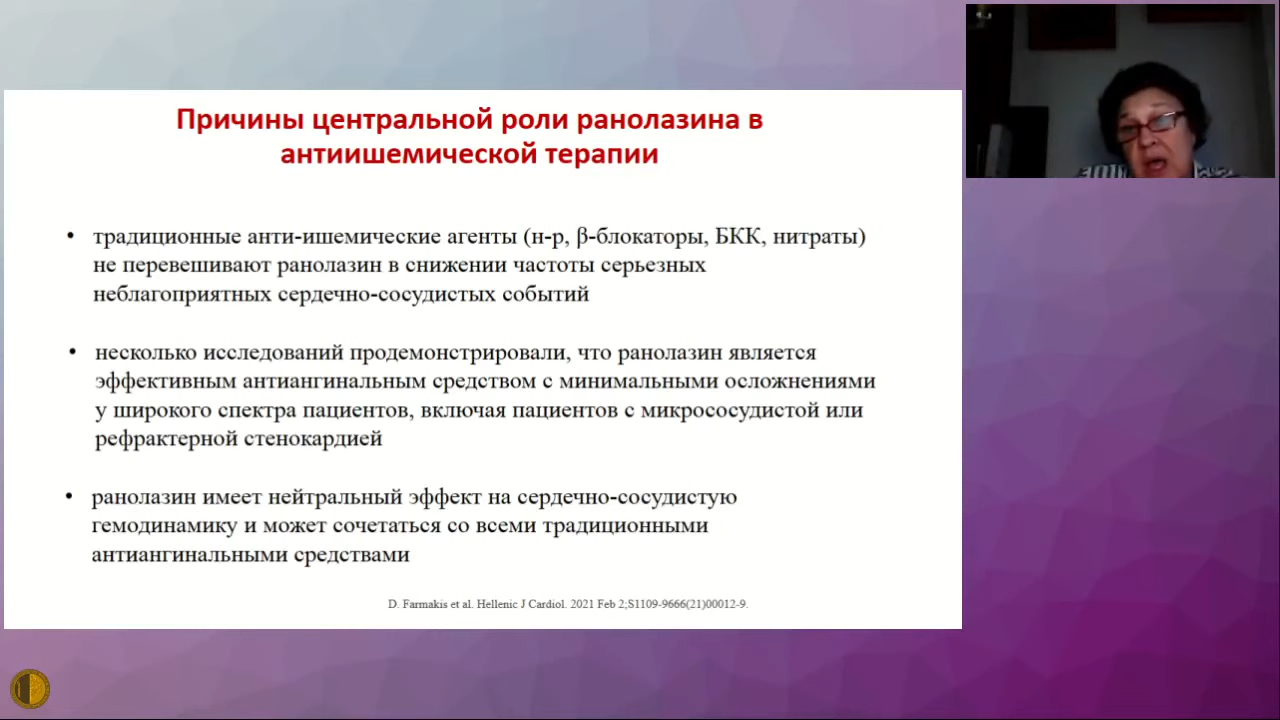 Причины центральной роли ранолазина в
антиишемической терапии
• традиционные анти-ишемические агенты (н-р, β-блокаторы, БКК, нитраты)
не перевешивают ранолазин в снижении частоты серьезных
неблагоприятных сердечно-сосудистых событий
• несколько исследований продемонстрировали, что ранолазин является
эффективным антиангинальным средством с минимальными осложнениями
у широкого спектра пациентов, включая пациентов с микрососудистой или
рефрактерной стенокардией
• ранолазин имеет нейтральный эффект на сердечно-сосудистую
гемодинамику и может сочетаться со всеми традиционными
антиангинальными средствами
D. Farmakis et al. Hellenic J Cardiol. 2021 Feb 2;S1109-9666(21)00012-9.